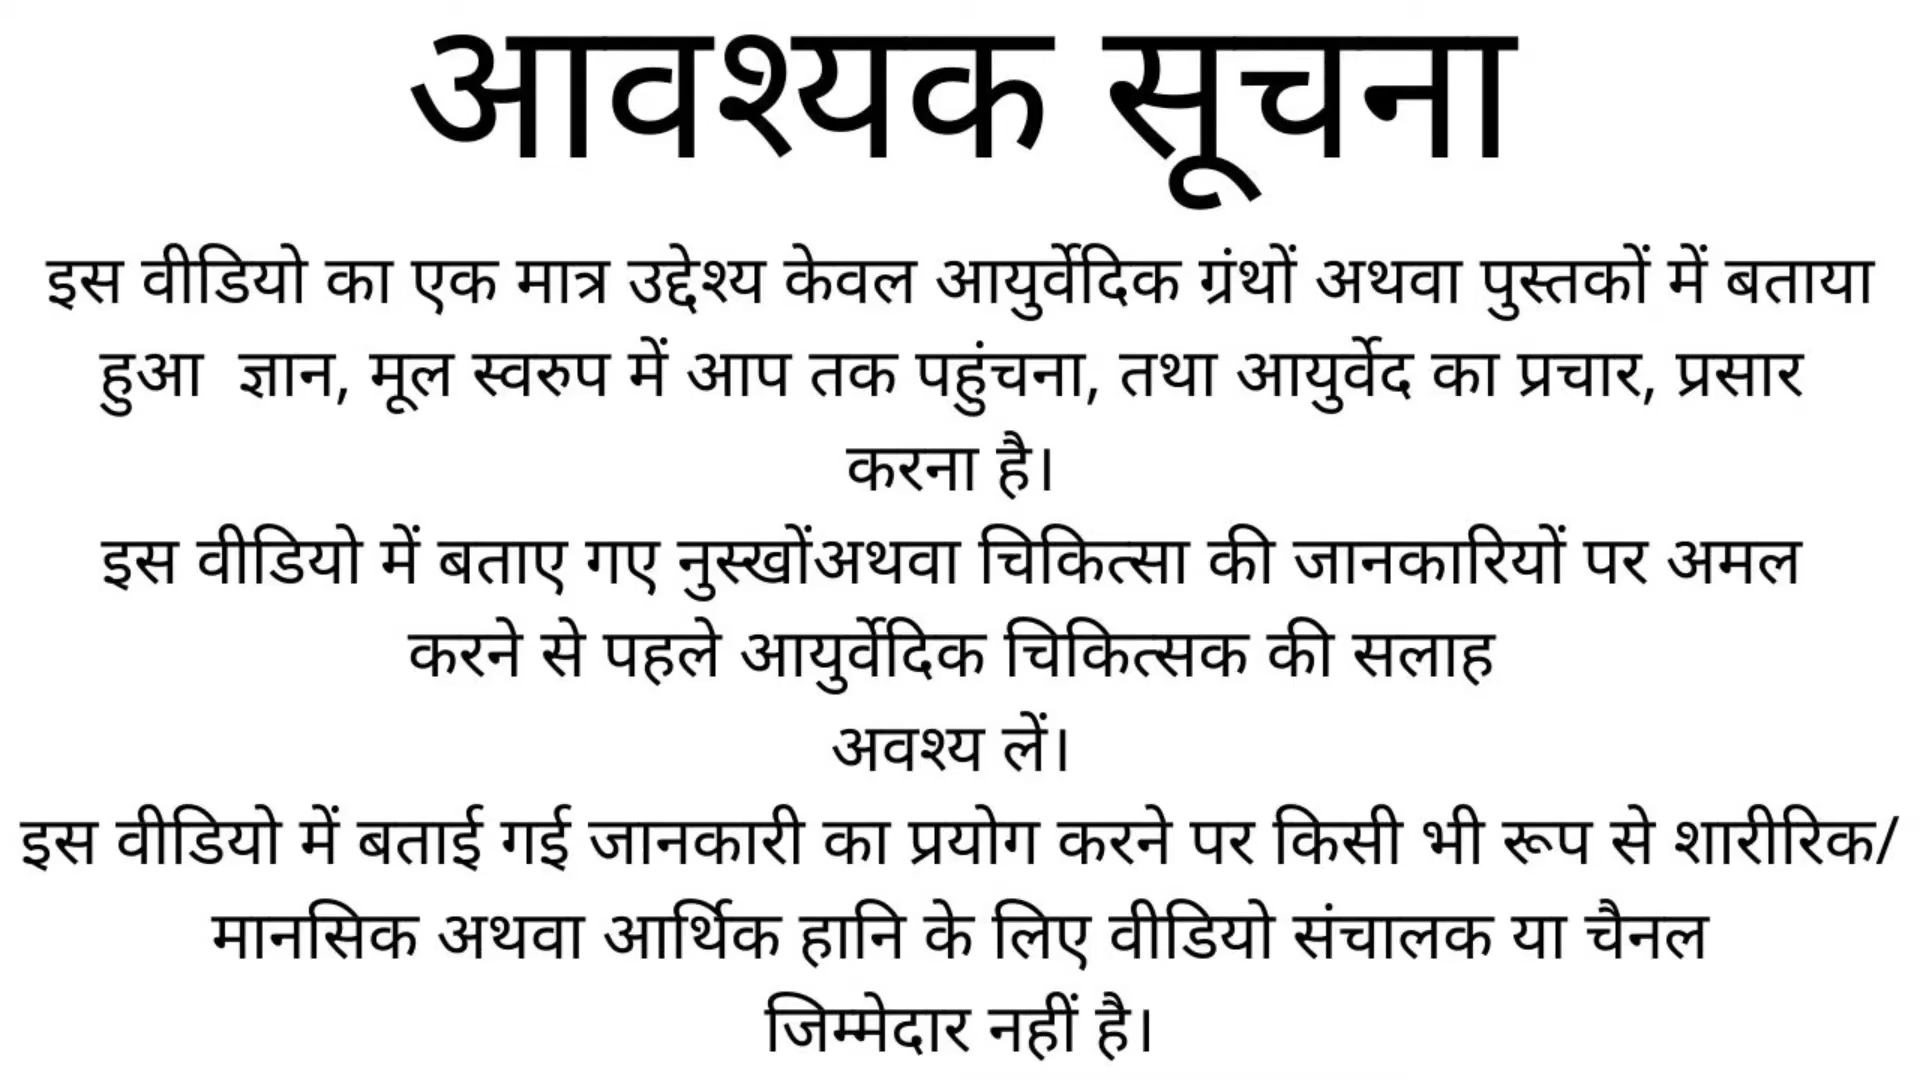 आवश्यक सूचना
इस वीडियो का एक मात्र उद्देश्य केवल आयुर्वेदिक ग्रंथों अथवा पुस्तकों में बताया
हुआ  ज्ञान, मूल स्वरुप में आप तक पहुंचना, तथा आयुर्वेद का प्रचार, प्रसार
करना है।
इस वीडियो में बताए गए नुस्खोंअथवा चिकित्सा की जानकारियों पर अमल
करने से पहले आयुर्वेदिक चिकित्सक की सलाह
अवश्य लें।
इस वीडियो में बताई गई जानकारी का प्रयोग करने पर किसी भी रूप से शारीरिक/
मानसिक अथवा आर्थिक हानि के लिए वीडियो संचालक या चैनल
जिम्मेदार नहीं है।